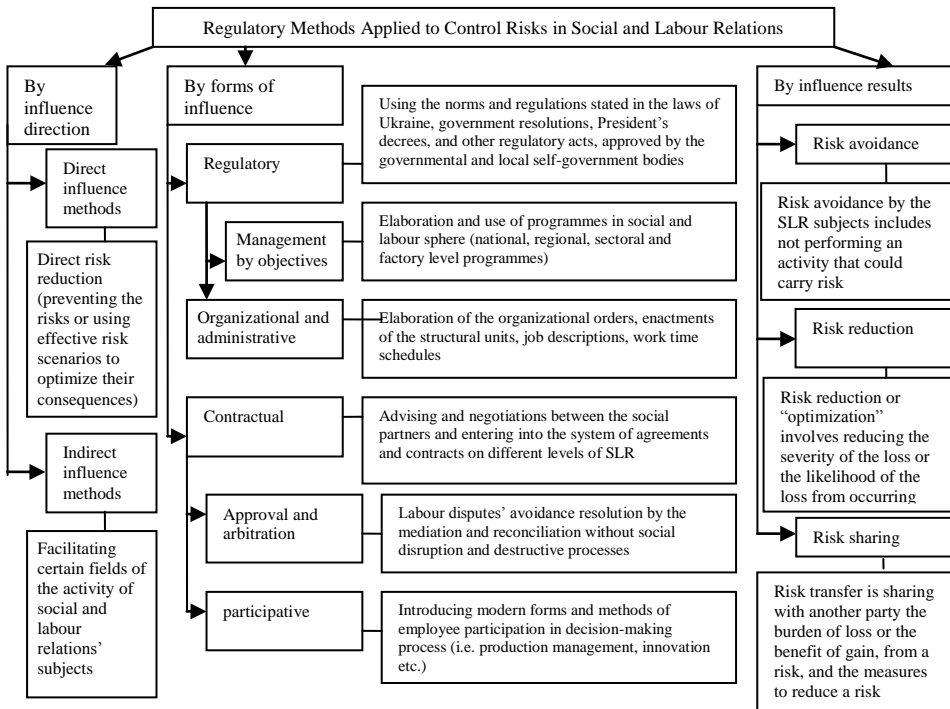 Regulatory Methods Applied to Control Risks in Social and Labour Relations
By
influence
direction
Direct
influence
methods
Direct risk
reduction
(preventing the
risks or using
effective risk
scenarios to
optimize their
consequences)
Indirect
influence
methods
Facilitating
certain fields of
the activity of
social and
labour
relations’
subjects
By forms of
influence
Regulatory
Using the norms and regulations stated in the laws of
Ukraine, government resolutions, President’s
decrees, and other regulatory acts, approved by the
governmental and local self-government bodies
Management
by objectives
Elaboration and use of programmes in social and
labour sphere (national, regional, sectoral and
factory level programmes)
Organizational and
administrative
Elaboration of the organizational orders, enactments
of the structural units, job descriptions, work time
schedules
Contractual
Advising and negotiations between the social
partners and entering into the system of agreements
and contracts on different levels of SLR
Approval and
arbitration
Labour disputes’ avoidance resolution by the
mediation and reconciliation without social
disruption and destructive processes
participative
Introducing modern forms and methods of
employee participation in decision-making
process (i.e. production management, innovation
etc.)
By influence results
Risk avoidance
Risk avoidance by the
SLR subjects includes
not performing an
activity that could
carry risk
Risk reduction
Risk reduction or
“optimization”
involves reducing the
severity of the loss or
the likelihood of the
loss from occurring
Risk sharing
Risk transfer is sharing
with another party the
burden of loss or the
benefit of gain, from a
risk, and the measures
to reduce a risk